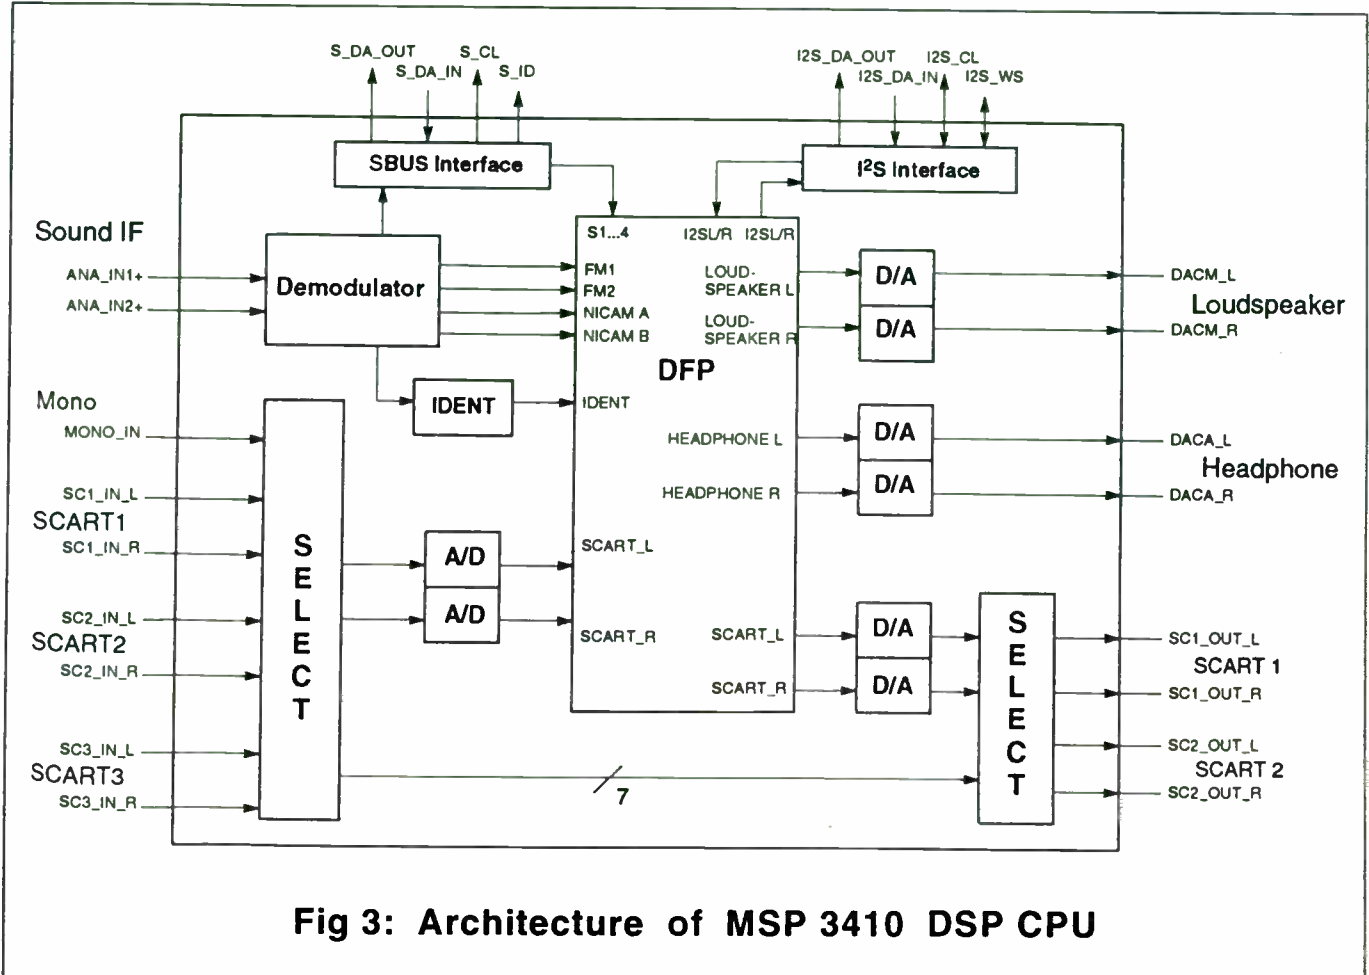 S_DA_OUT
S_CL
S_DA_IN
S_ID
I2S_DA_OUT
I2S_CL
I2S_DA_IN
I2S_WS
SBUS Interface
I²S Interface
Sound IF
ANA_IN1+
ANA_IN2+
Demodulator
S1...4
I2SL/R
I2SL/R
FM1
FM2
NICAM A
NICAM B
LOUD-
SPEAKER L
LOUD-
SPEAKER R
DFP
D/A
D/A
DACM_L
Loudspeaker
DACM_R
IDENT
IDENT
Mono
MONO_IN
SC1_IN_L
SCART1
SC1_IN_R
SC2_IN_L
SCART2
SC2_IN_R
SC3_IN_L
SCART3
SC3_IN_R
SELECT
A/D
A/D
SCART_L
SCART_R
HEADPHONE L
HEADPHONE R
D/A
D/A
DACA_L
Headphone
DACA_R
SCART_L
SCART_R
D/A
D/A
SELECT
SC1_OUT_L
SCART 1
SC1_OUT_R
SC2_OUT_L
SCART 2
SC2_OUT_R
7
Fig 3: Architecture of MSP 3410 DSP CPU